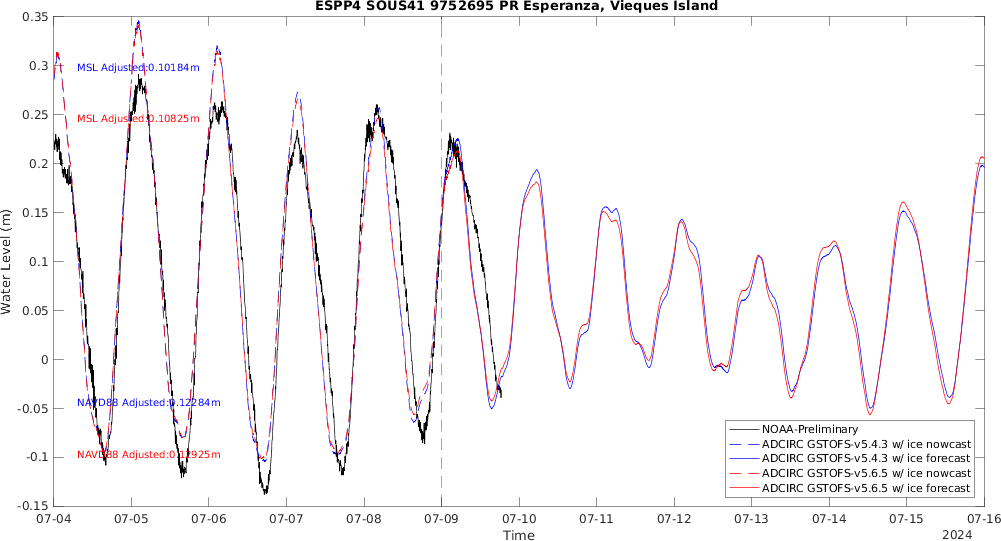 ESPP4 SOUS41 9752695 PR Esperanza, Vieques Island
0.35
0.3
0.25
0.2
0.15
0.1
0.05
0
-0.05
-0.1
-0.15
Water Level (m)
MSL Adjusted:0.10184m
MSL Adjusted:0.10825m
NAVD88 Adjusted:0.12284m
NAVD88 Adjusted:0.12925m
NOAA-Preliminary
ADCIRC GSTOFS-v5.4.3 w/ ice nowcast
ADCIRC GSTOFS-v5.4.3 w/ ice forecast
ADCIRC GSTOFS-v5.6.5 w/ ice nowcast
ADCIRC GSTOFS-v5.6.5 w/ ice forecast
07-04 07-05 07-06 07-07 07-08 07-09 07-10 07-11 07-12 07-13 07-14 07-15 07-16
Time
2024